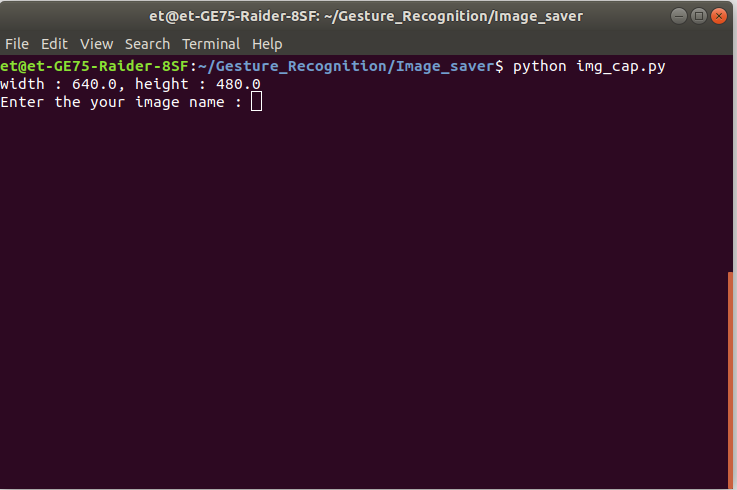 et@et-GE75-Raider-8SF: ~/Gesture_Recognition/Image_saver
File Edit View Search Terminal Help
et@et-GE75-Raider-8SF:~/Gesture_Recognition/Image_saver$ python img_cap.py
width : 640.0, height : 480.0
Enter the your image name :